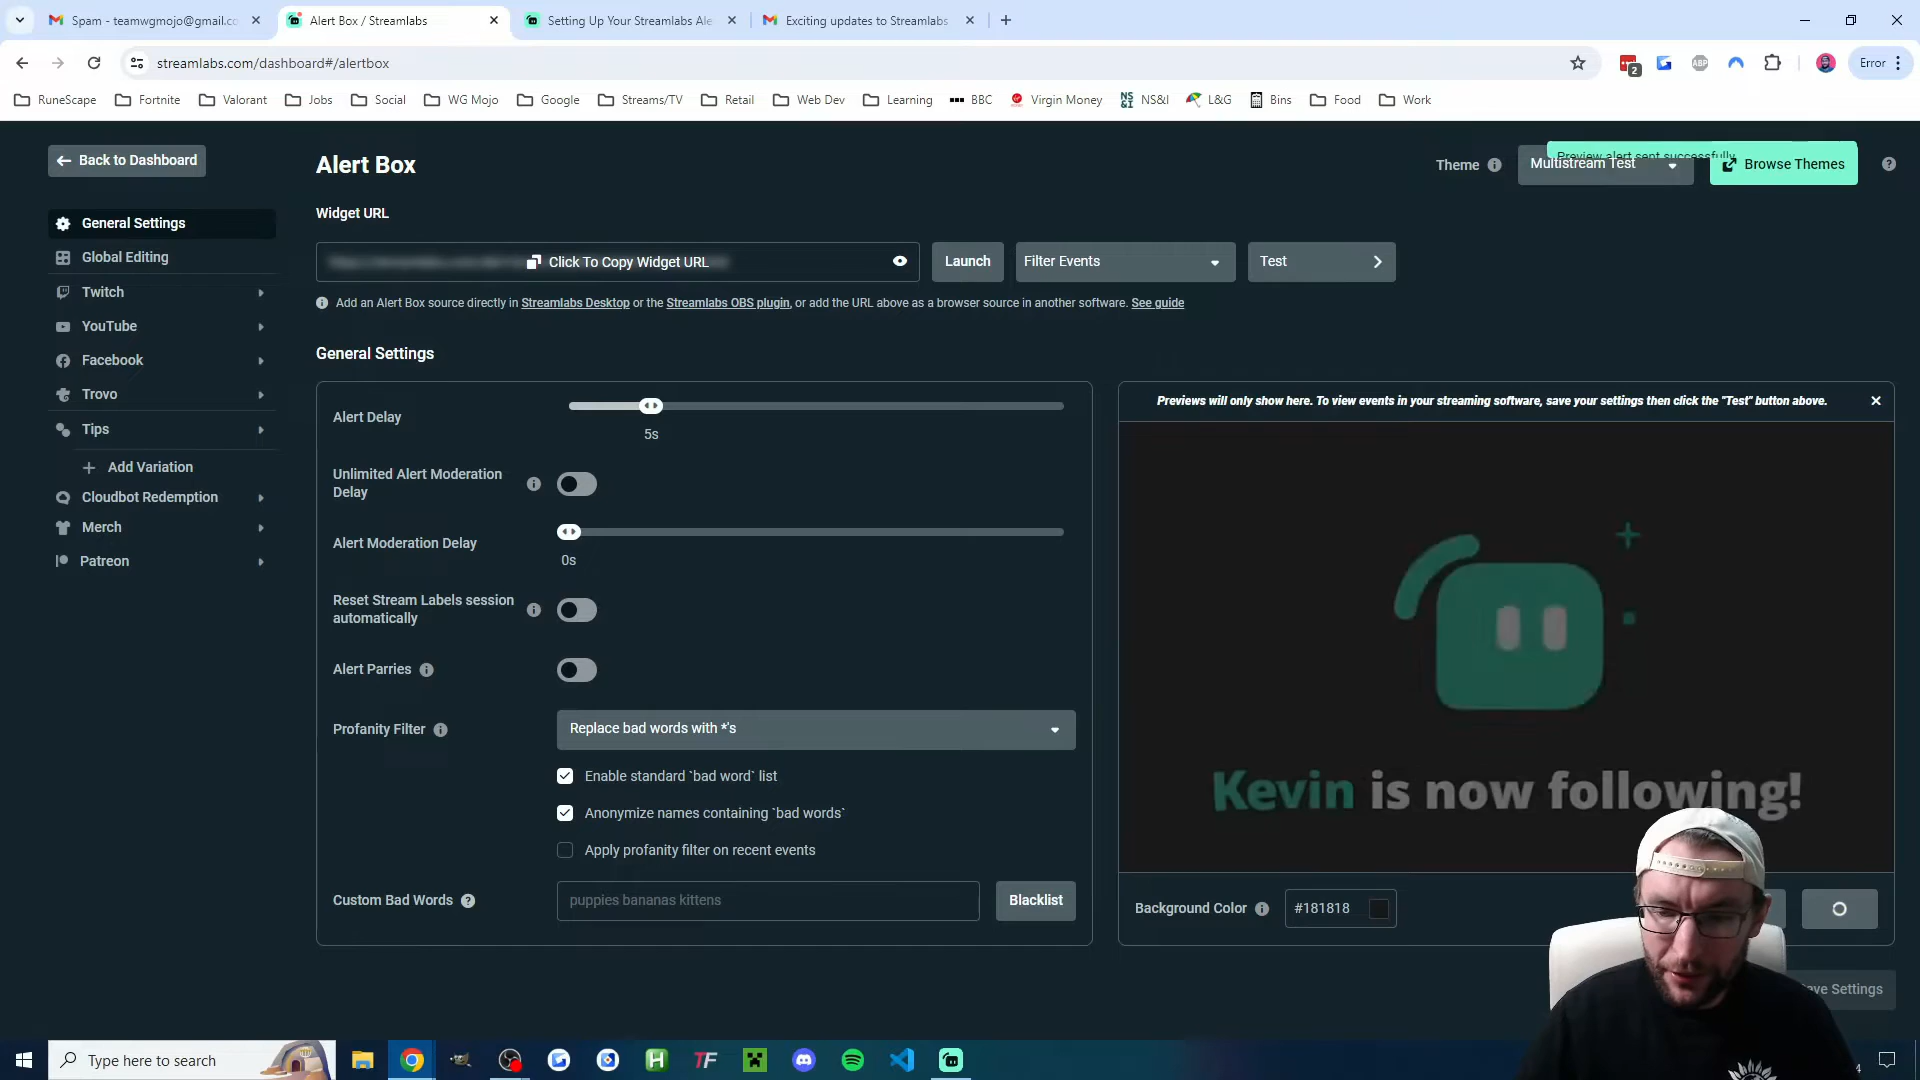 Spam - teamwgmojo@gmail.co
Alert Box / Streamlabs
Setting Up Your Streamlabs Ale
Exciting updates to Streamlabs
streamlabs.com/dashboard#/alertbox
2
ABP
Error
RuneScape
Fortnite
Valorant
Jobs
Social
WG Mojo
Google
Streams/TV
Retail
Web Dev
Learning
BBC
Virgin Money
NS&I
NS&I
L&G
Bins
Food
Work
Back to Dashboard
Alert Box
Theme
Preview alert sent successfully
Multistream Test
Browse Themes
General Settings
Global Editing
Twitch
YouTube
Facebook
Trovo
Tips
Add Variation
Cloudbot Redemption
Merch
Patreon
Widget URL
Click To Copy Widget URL
Launch
Filter Events
Test
Add an Alert Box source directly in Streamlabs Desktop or the Streamlabs OBS plugin, or add the URL above as a browser source in another software. See guide
General Settings
Alert Delay
5s
Unlimited Alert Moderation
Delay
Alert Moderation Delay
0s
Reset Stream Labels session
automatically
Alert Parries
Profanity Filter
Replace bad words with *'s
Enable standard `bad word` list
Anonymize names containing `bad words`
Apply profanity filter on recent events
Custom Bad Words
puppies bananas kittens
Blacklist
Previews will only show here. To view events in your streaming software, save your settings then click the "Test" button above.
Kevin is now following!
Background Color
#181818
Settings
Type here to search
H
TF